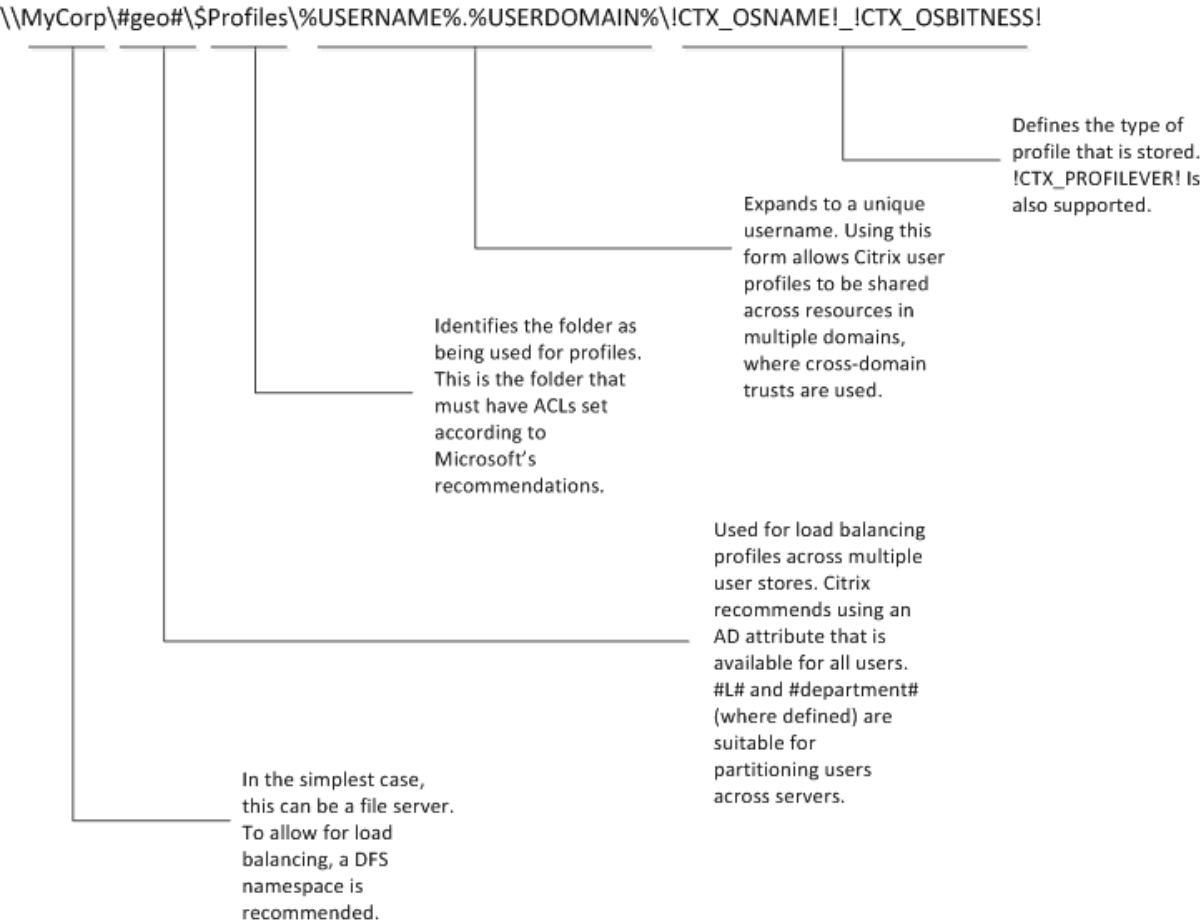 \\MyCorp\#geo#\$Profiles\%USERNAME%.%USERDOMAIN%\!CTX_OSNAME!_!CTX_OSBITNESS!
Defines the type of
profile that is stored.
!CTX_PROFILEVER! Is
also supported.
Expands to a unique
username. Using this
form allows Citrix user
profiles to be shared
across resources in
multiple domains,
where cross-domain
trusts are used.
Identifies the folder as
being used for profiles.
This is the folder that
must have ACLs set
according to
Microsoft’s
recommendations.
Used for load balancing
profiles across multiple
user stores. Citrix
recommends using an
AD attribute that is
available for all users.
#L# and #department#
(where defined) are
suitable for
partitioning users
across servers.
In the simplest case,
this can be a file server.
To allow for load
balancing, a DFS
namespace is
recommended.